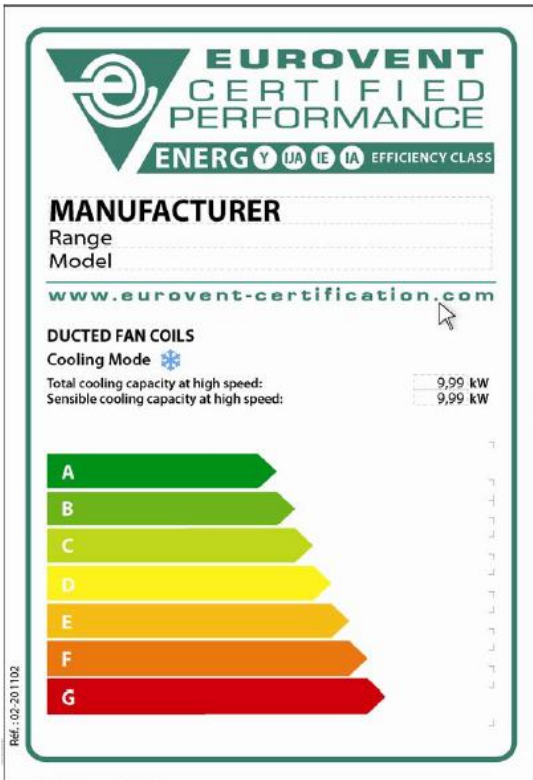 EUROVENT
CERTIFIED
PERFORMANCE
ENERG Y IJA IE IA EFFICIENCY CLASS
MANUFACTURER
Range
Model
www.eurovent-certification.com
DUCTED FAN COILS
Cooling Mode
Total cooling capacity at high speed: 9,99 kW
Sensible cooling capacity at high speed: 9,99 kW
A
B
C
D
E
F
G
Réf. : 02-201102